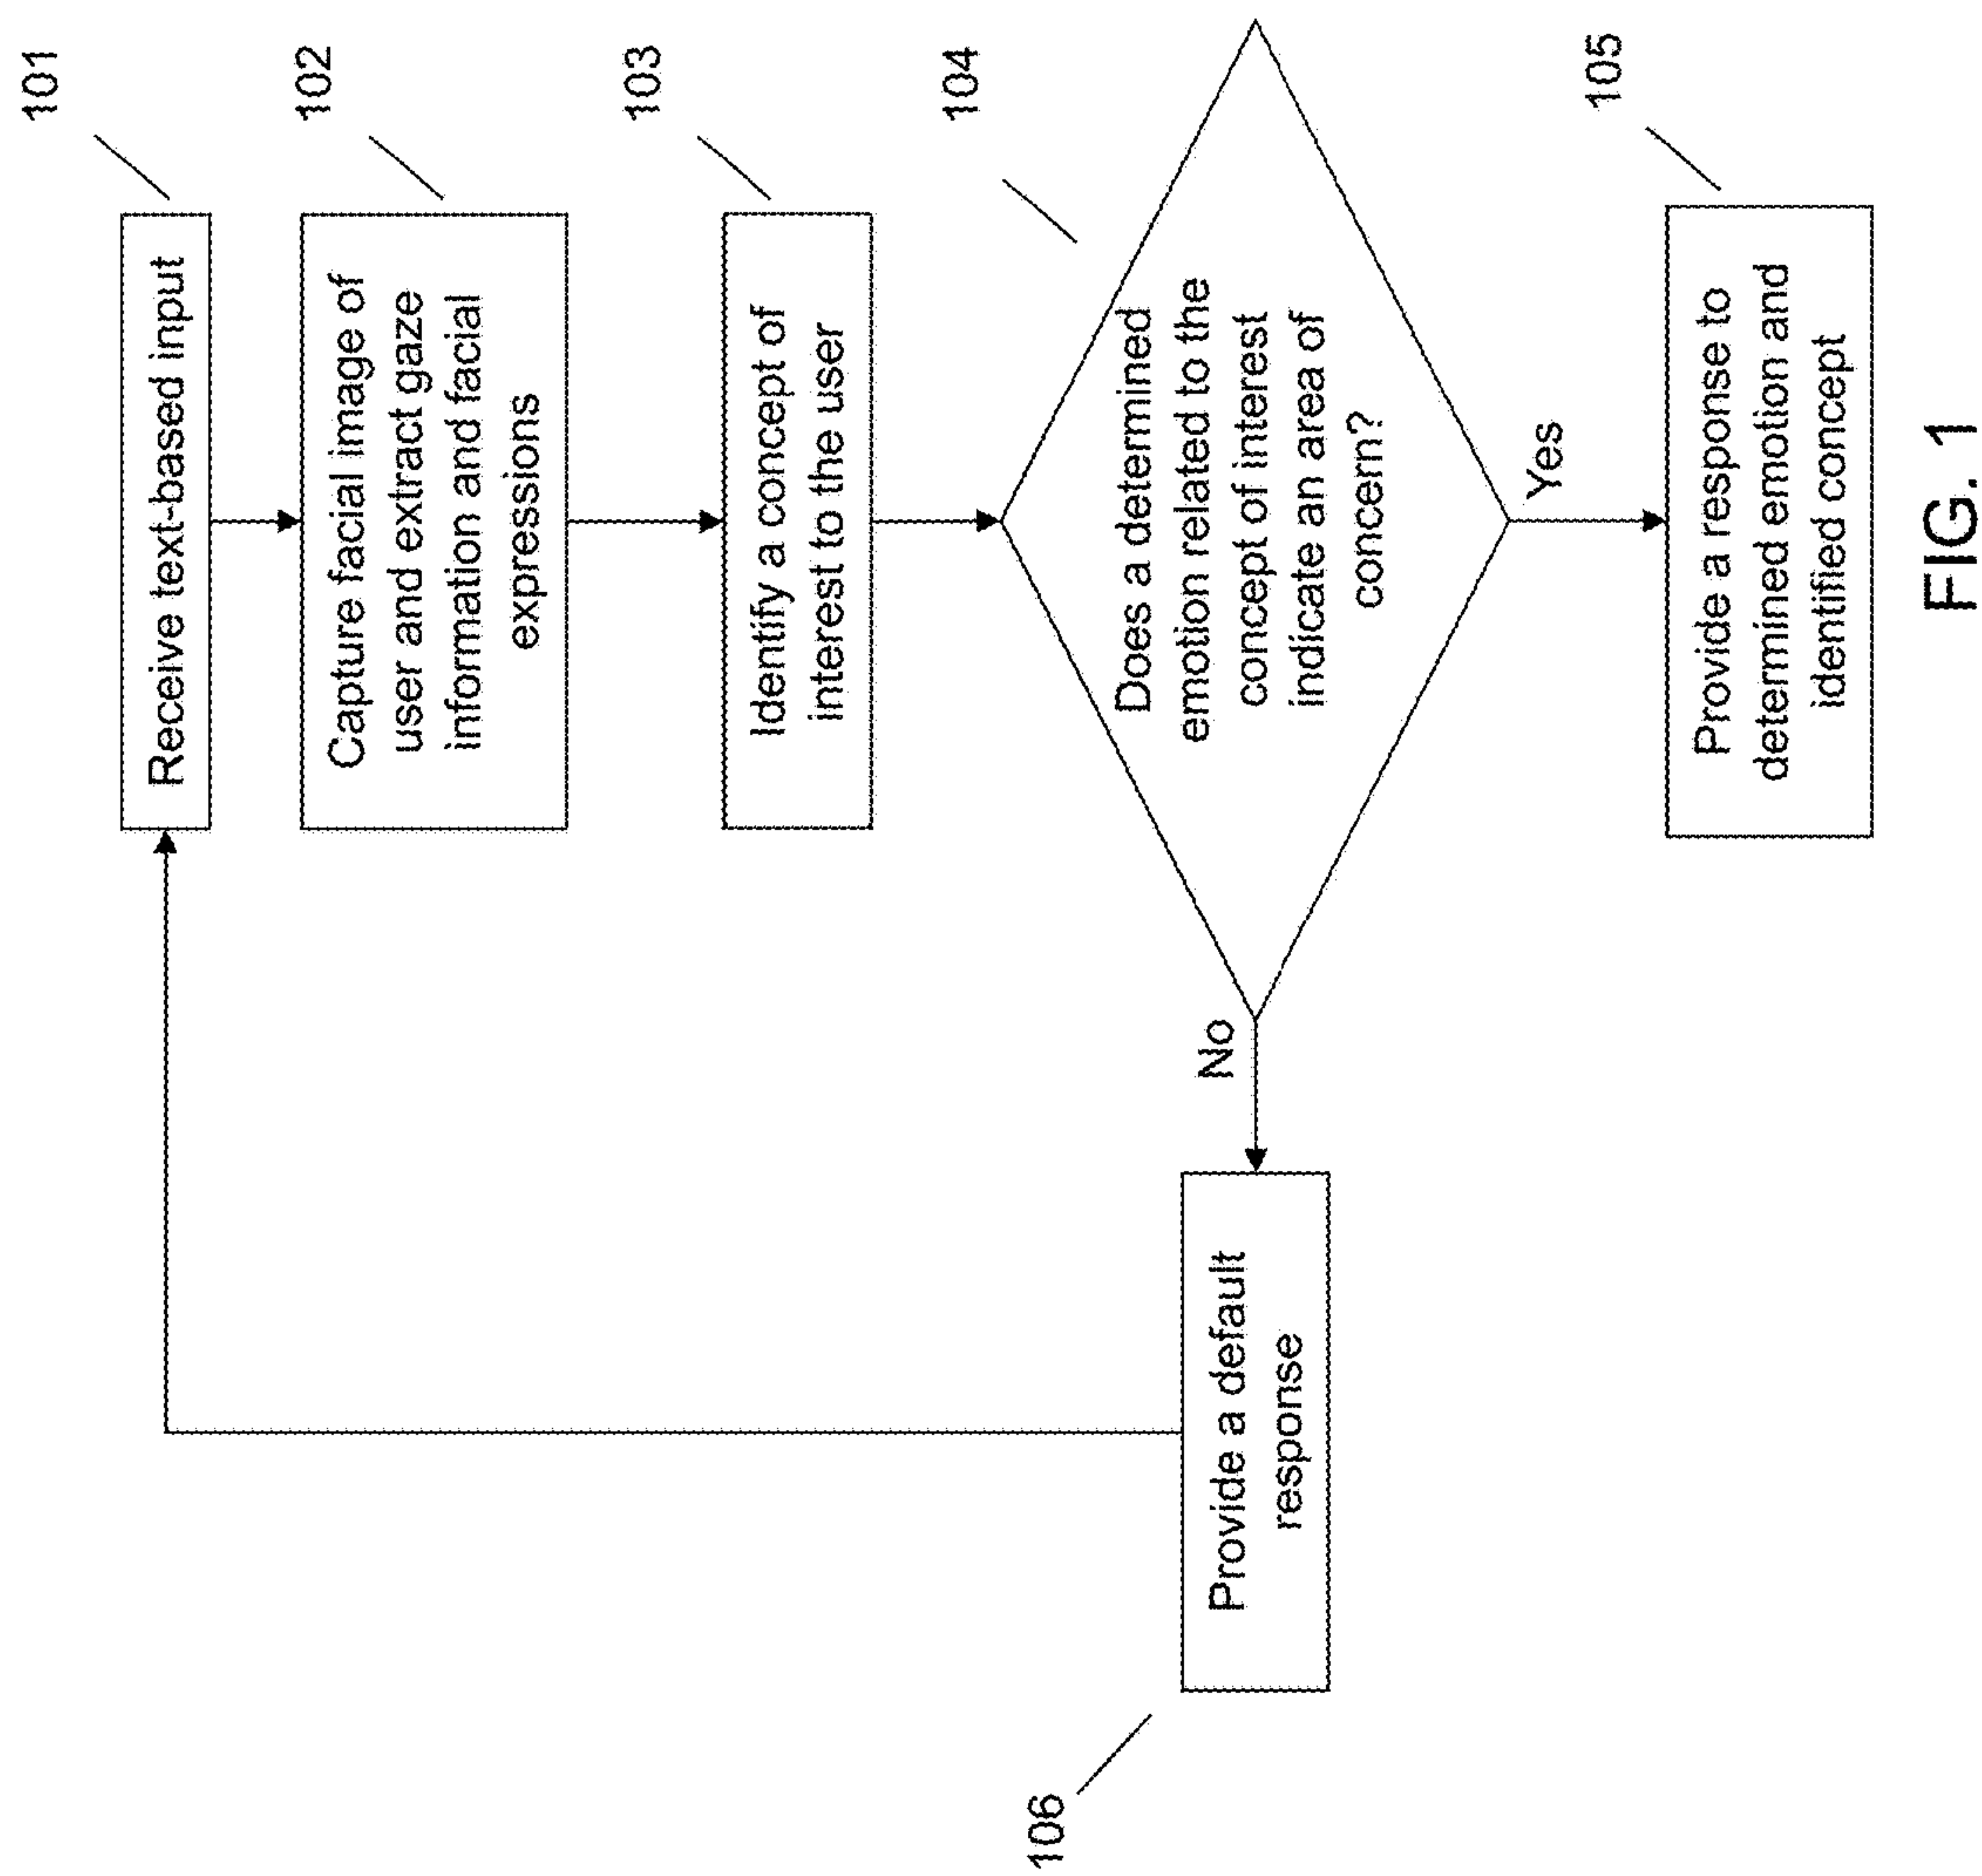 101
Receive text-based input
102
Capture facial image of
user and extract gaze
information and facial
expressions
103
Identify a concept of
interest to the user
104
Does a determined
emotion related to the
concept of interest
indicate an area of
concern?
No
Yes
106
Provide a default
response
105
Provide a response to
determined emotion and
identified concept
FIG. 1